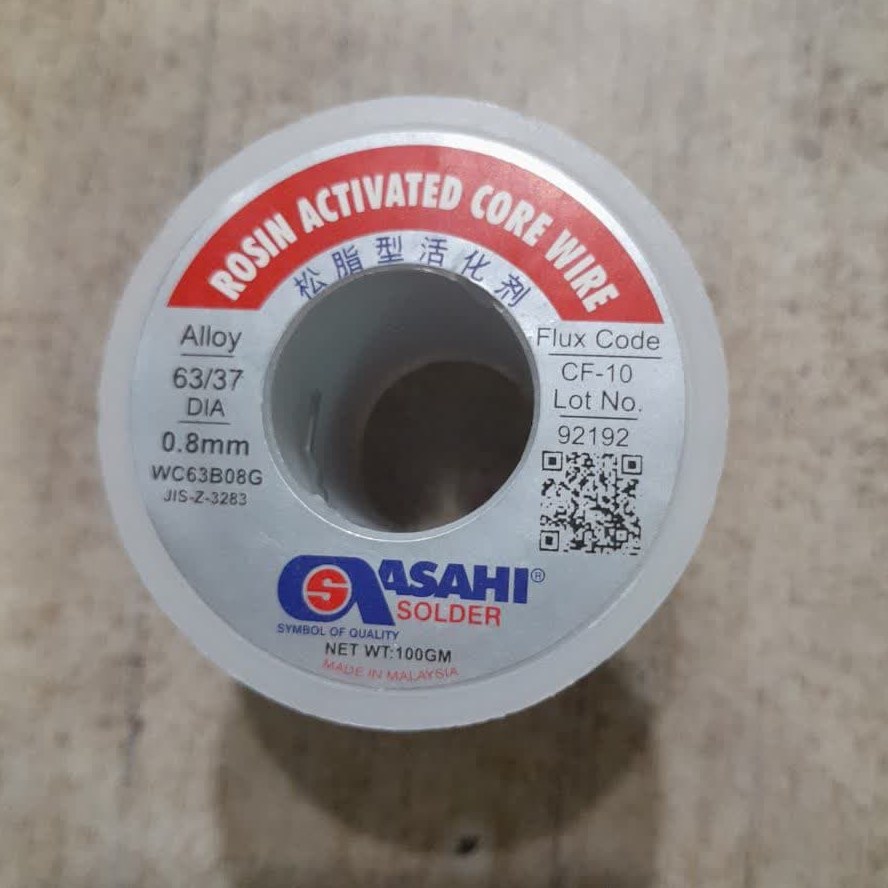 ROSIN ACTIVATED CORE WIRE
松脂型活化剂
Alloy
63/37
DIA
0.8mm
WC63B08G
JIS-Z-3283
Flux Code
CF-10
Lot No.
92192
S
ASAHI®
SOLDER
SYMBOL OF QUALITY
NET WT:100GM
MADE IN MALAYSIA